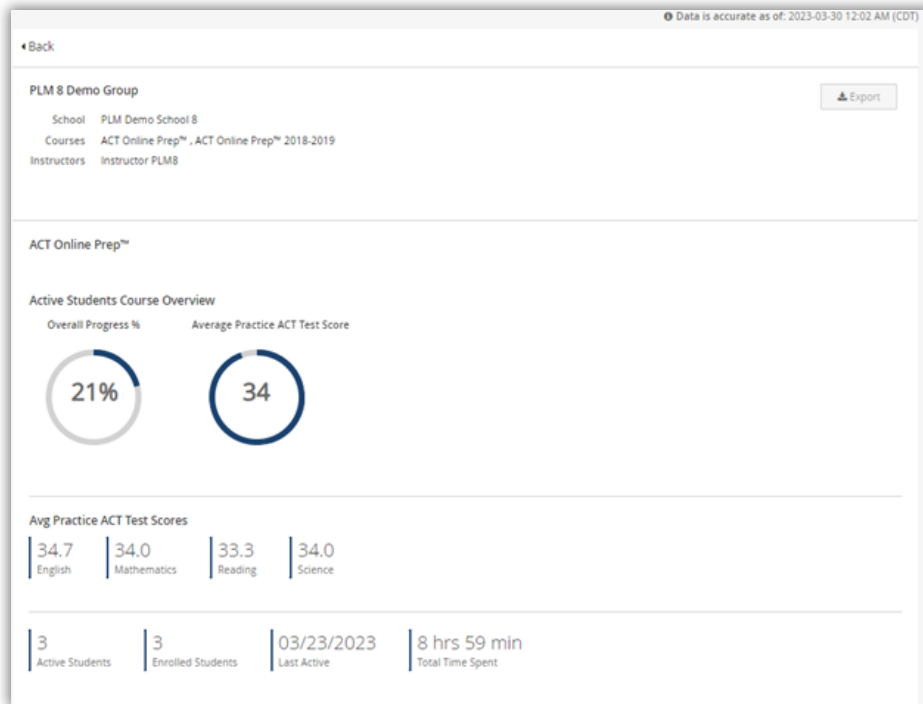 Data is accurate as of: 2023-03-30 12:02 AM (CDT)
Back
PLM 8 Demo Group
Export
School PLM Demo School 8
Courses ACT Online Prep™ , ACT Online Prep™ 2018-2019
Instructors Instructor PLM8
ACT Online Prep™
Active Students Course Overview
Overall Progress % Average Practice ACT Test Score
21% 34
Avg Practice ACT Test Scores
34.7 34.0 33.3 34.0
English Mathematics Reading Science
3 3 03/23/2023 8 hrs 59 min
Active Students Enrolled Students Last Active Total Time Spent